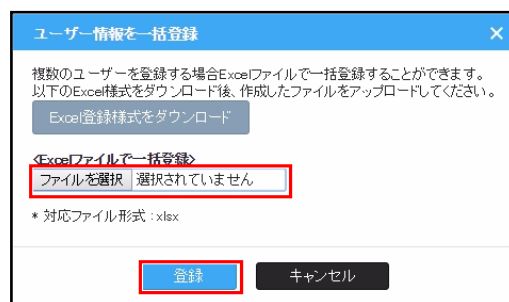 ユーザー情報を一括登録 ×
複数のユーザーを登録する場合Excelファイルで一括登録することができます。
以下のExcel様式をダウンロード後、作成したファイルをアップロードしてください。
Excel登録様式をダウンロード
<Excelファイルで一括登録>
ファイルを選択 選択されていません
* 対応ファイル形式 : xlsx
登録 キャンセル